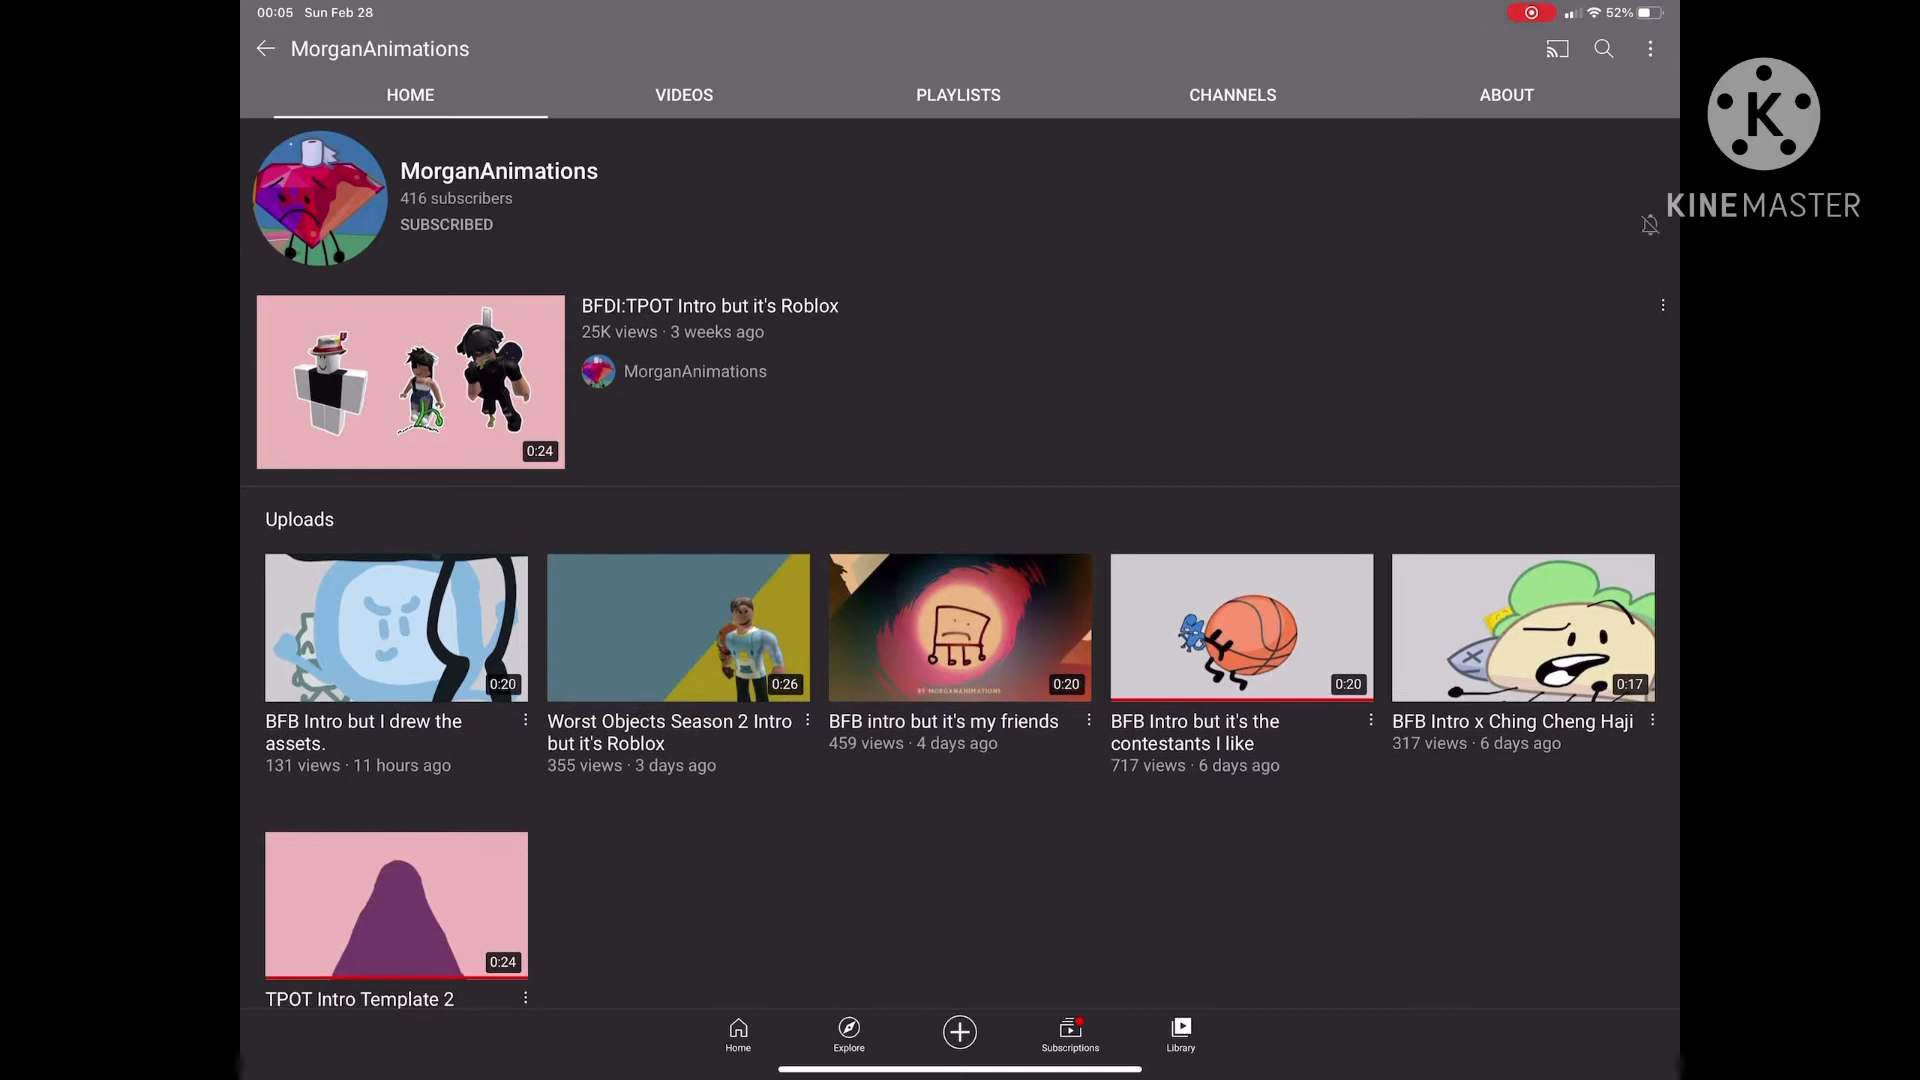 00:05 Sun Feb 28
52%
MorganAnimations
HOME VIDEOS PLAYLISTS CHANNELS ABOUT
K
KINEMASTER
MorganAnimations
416 subscribers
SUBSCRIBED
BFDI:TPOT Intro but it's Roblox
25K views · 3 weeks ago
MorganAnimations
0:24
Uploads
0:20
BFB Intro but I drew the
assets.
131 views · 11 hours ago
0:26
Worst Objects Season 2 Intro
but it's Roblox
355 views · 3 days ago
BY MORGANANIMATIONS
0:20
BFB intro but it's my friends
459 views · 4 days ago
0:20
BFB Intro but it's the
contestants I like
717 views · 6 days ago
0:17
BFB Intro x Ching Cheng Haji
317 views · 6 days ago
0:24
TPOT Intro Template 2
Home Explore Subscriptions Library